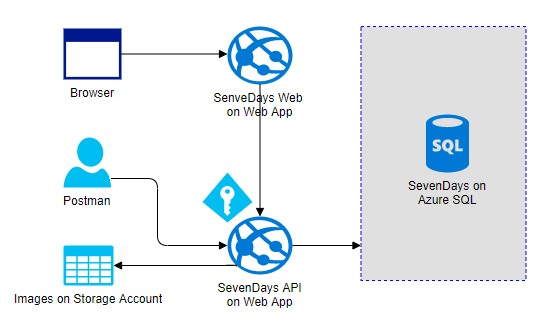 Browser
SenveDays Web
on Web App
SQL
SevenDays on
Azure SQL
Postman
SevenDays API
on Web App
Images on Storage Account